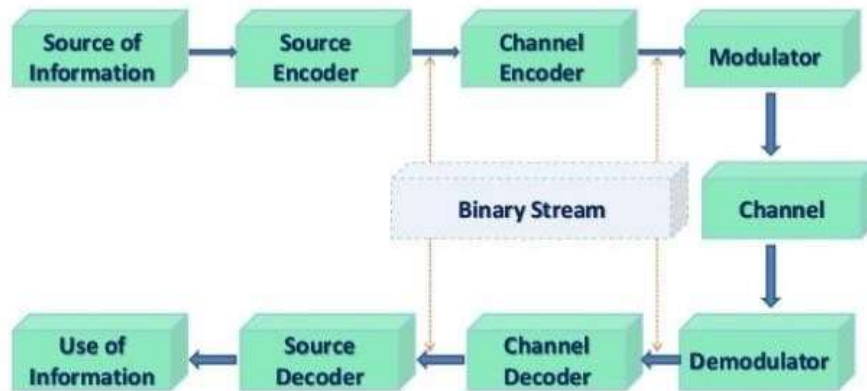 Source of
Information
Source
Encoder
Channel
Encoder
Modulator
Binary Stream
Channel
Use of
Information
Source
Decoder
Channel
Decoder
Demodulator